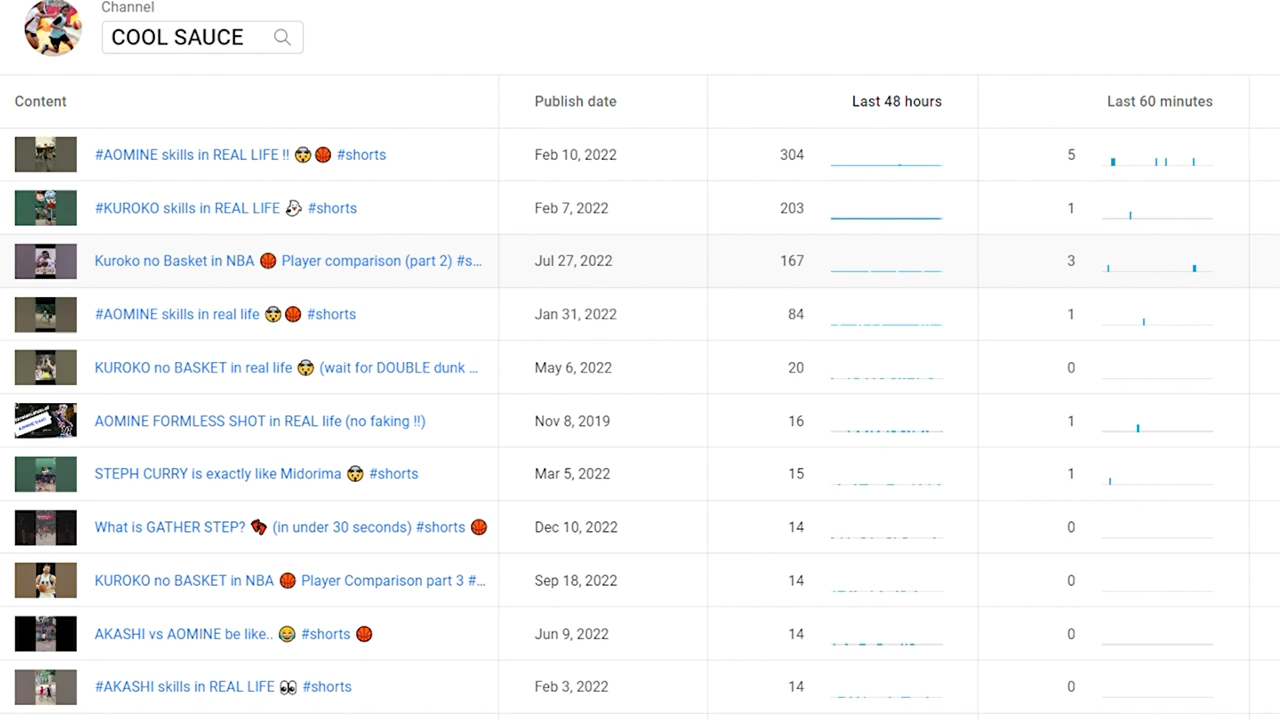 Channel
COOL SAUCE
Content Publish date Last 48 hours Last 60 minutes
#AOMINE skills in REAL LIFE !! 🤯🏀 #shorts Feb 10, 2022 304 5
#KUROKO skills in REAL LIFE 👻 #shorts Feb 7, 2022 203 1
Kuroko no Basket in NBA 🏀 Player comparison (part 2) #s... Jul 27, 2022 167 3
#AOMINE skills in real life 🤯🏀 #shorts Jan 31, 2022 84 1
KUROKO no BASKET in real life 🤯 (wait for DOUBLE dunk ... May 6, 2022 20 0
AOMINE FORMLESS SHOT in REAL life (no faking !!) Nov 8, 2019 16 1
STEPH CURRY is exactly like Midorima 🤯 #shorts Mar 5, 2022 15 1
What is GATHER STEP? 👣 (in under 30 seconds) #shorts 🏀 Dec 10, 2022 14 0
KUROKO no BASKET in NBA 🏀 Player Comparison part 3 #... Sep 18, 2022 14 0
AKASHI vs AOMINE be like.. 😂 #shorts 🏀 Jun 9, 2022 14 0
#AKASHI skills in REAL LIFE 👀 #shorts Feb 3, 2022 14 0